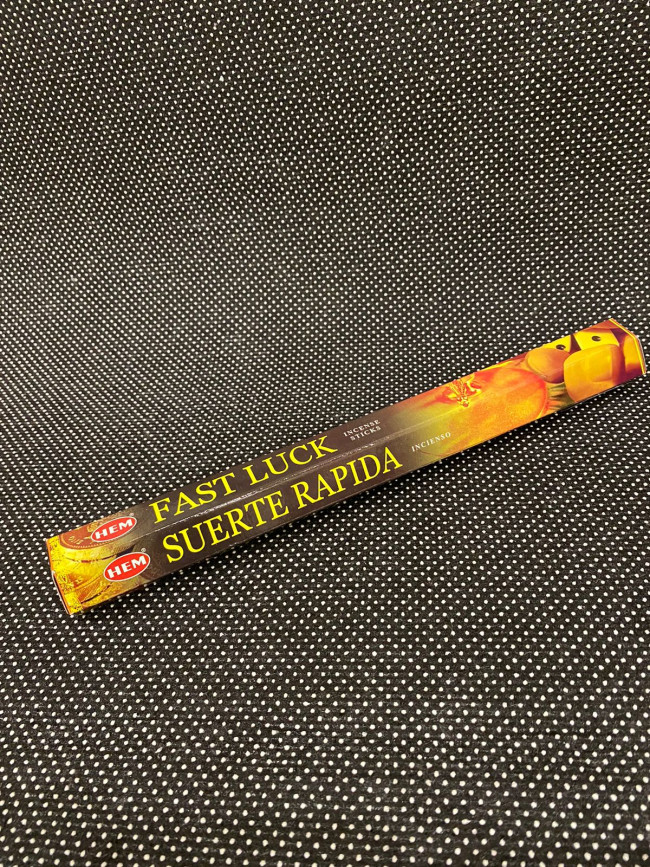 HEM FAST LUCK INCENSE
STICKS
HEM® SUERTE RAPIDA INCIENSO